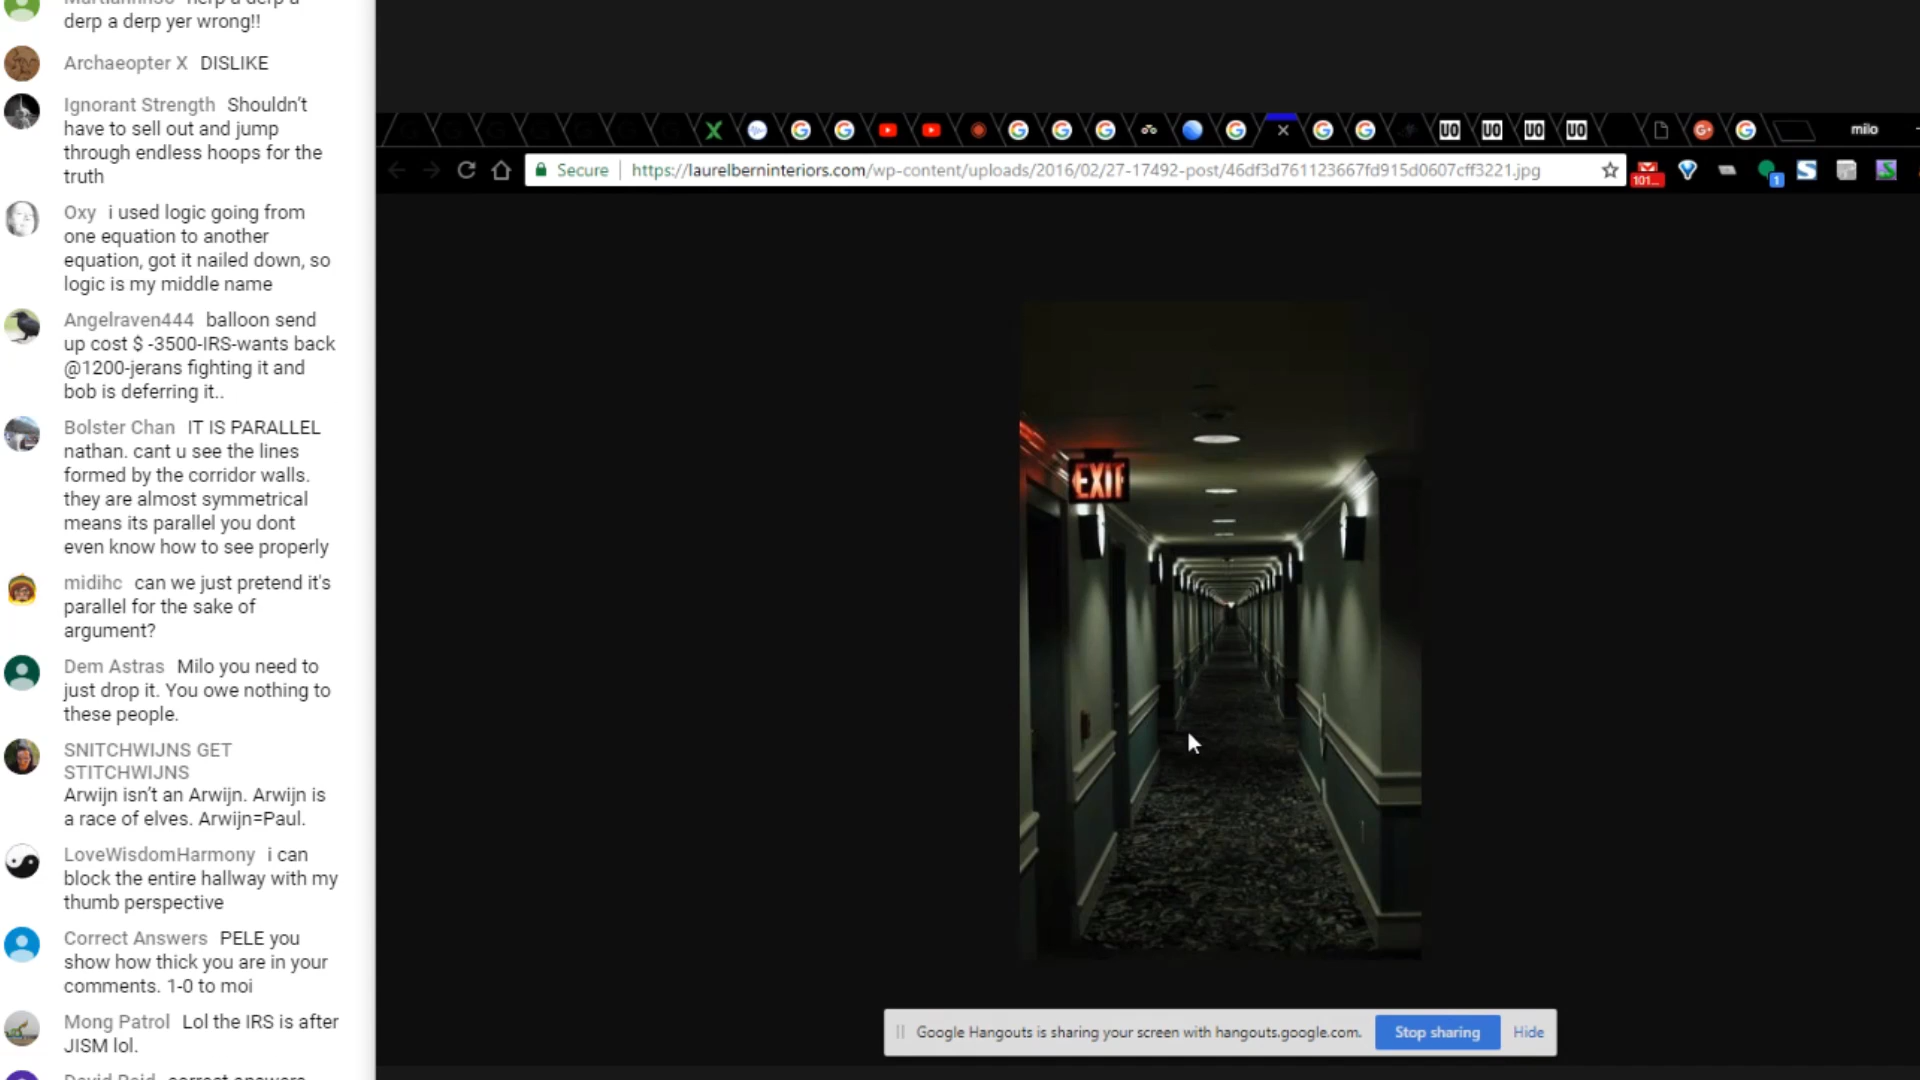 derp a derp yer wrong!!
Archaeopter X DISLIKE
Ignorant Strength Shouldn't
have to sell out and jump
through endless hoops for the
truth
Oxy i used logic going from
one equation to another
equation, got it nailed down, so
logic is my middle name
Angelraven444 balloon send
up cost $ -3500-IRS-wants back
@1200-jerans fighting it and
bob is deferring it..
Bolster Chan IT IS PARALLEL
nathan. cant u see the lines
formed by the corridor walls.
they are almost symmetrical
means its parallel you dont
even know how to see properly
midihc can we just pretend it's
parallel for the sake of
argument?
Dem Astras Milo you need to
just drop it. You owe nothing to
these people.
SNITCHWIJNS GET
STITCHWIJNS
Arwijn isn't an Arwijn. Arwijn is
a race of elves. Arwijn=Paul.
LoveWisdomHarmony i can
block the entire hallway with my
thumb perspective
Correct Answers PELE you
show how thick you are in your
comments. 1-0 to moi
Mong Patrol Lol the IRS is after
JISM lol.
UO UO UO UO milo
Secure https://laurelberninteriors.com/wp-content/uploads/2016/02/27-17492-post/46df3d761123667fd915d0607cff3221.jpg
101...
1
EXIT
Google Hangouts is sharing your screen with hangouts.google.com. Stop sharing Hide